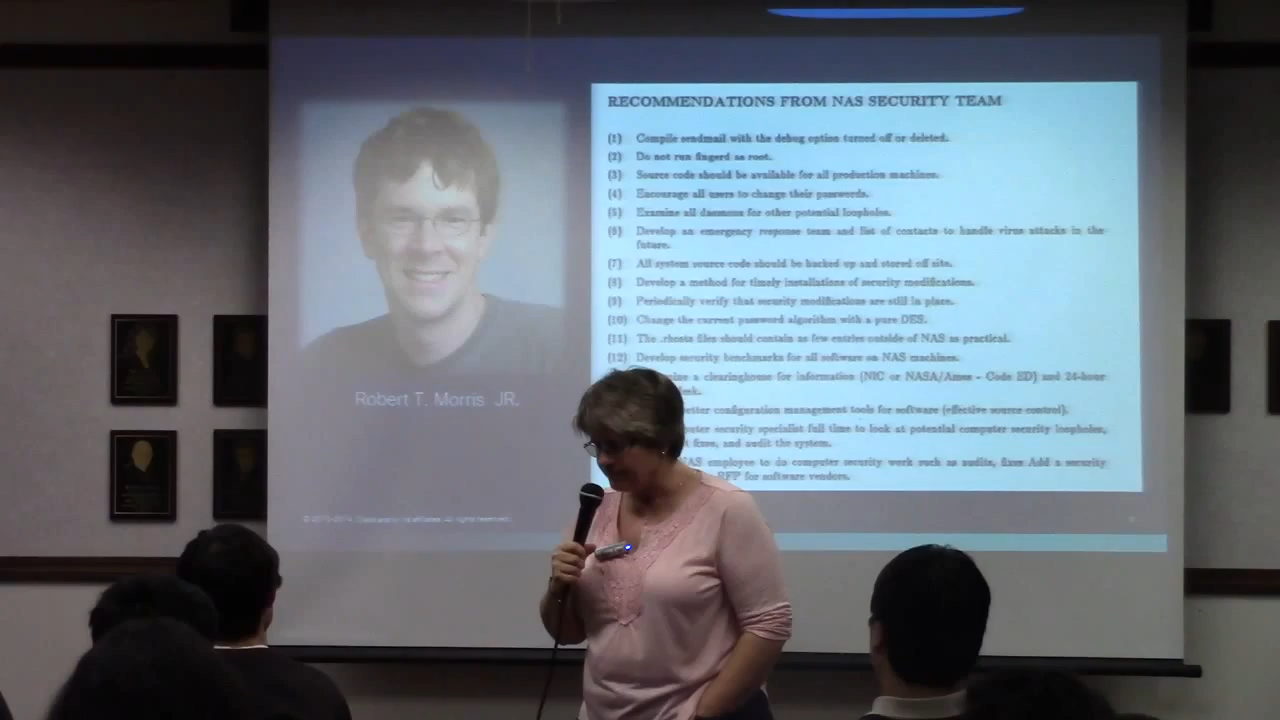 RECOMMENDATIONS FROM NAS SECURITY TEAM
(1) Compile sendmail with the debug option turned off or deleted.
(2) Do not run fingerd as root.
(3) Source code should be available for all production machines.
(4) Encourage all users to change their passwords.
(5) Examine all daemons for other potential loopholes.
(6) Develop an emergency response team and list of contacts to handle virus attacks in the
future.
(7) All system source code should be backed up and stored off site.
(8) Develop a method for timely installations of security modifications.
(9) Periodically verify that security modifications are still in place.
(10) Change the current password algorithm with a pure DES.
(11) The .rhosts files should contain as few entries outside of NAS as practical.
(12) Develop security benchmarks for all software on NAS machines.
a clearinghouse for information (NIC or NASA/Ames - Code ED) and 24-hour
configuration management tools for software (effective source control).
security specialist full time to look at potential computer security loopholes,
fixes, and audit the system.
NAS employee to do computer security work such as audits, fixes Add a security
RFP for software vendors.
Robert T. Morris JR.
All rights reserved.